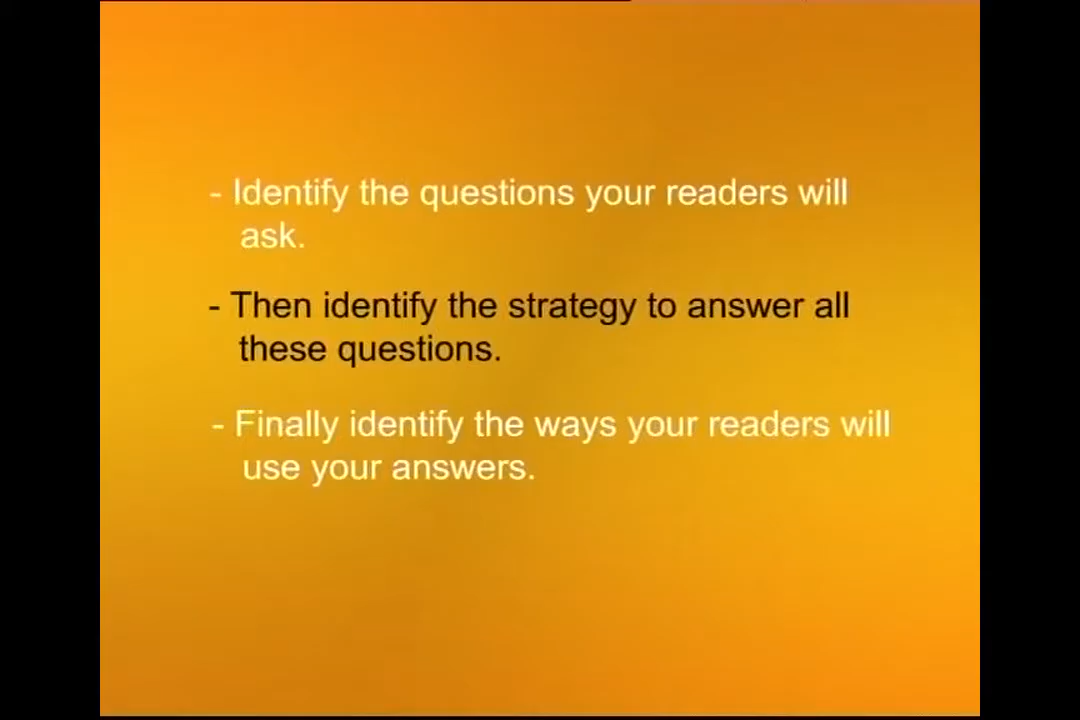 - Identify the questions your readers will
ask.
- Then identify the strategy to answer all
these questions.
- Finally identify the ways your readers will
use your answers.